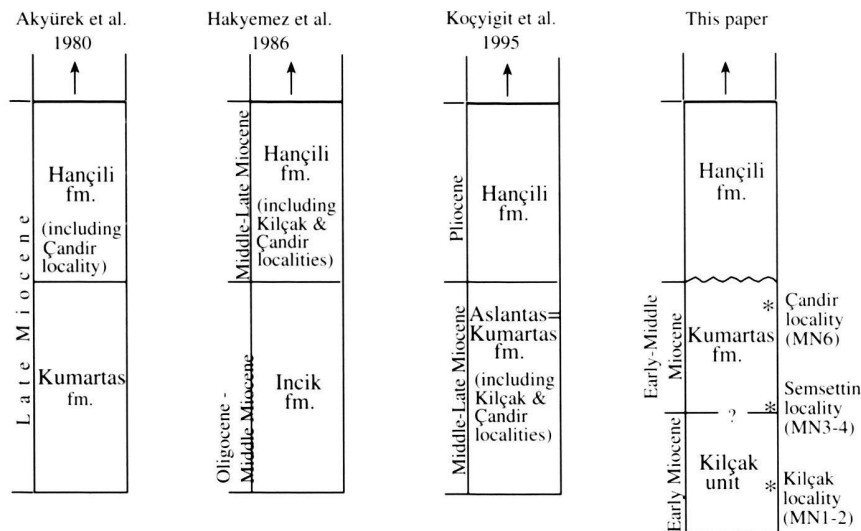 Akyürek et al.
1980
Late Miocene
Hançili
fm.
(including
Çandir
locality)
Kumartas
fm.
Hakyemez et al.
1986
Middle-Late Miocene
Oligocene -
Middle Miocene
Hançili
fm.
(including
Kilçak &
Çandir
localities)
Incik
fm.
Koçyigit et al.
1995
Pliocene
Middle-Late Miocene
Hançili
fm.
Aslantas=
Kumartas
fm.
(including
Kilçak &
Çandir
localities)
This paper
Early-Middle
Miocene
Early Miocene
Hançili
fm.
Kumartas
fm.
?
Kilçak
unit
* Çandir
locality
(MN6)
Semsettin
* locality
(MN3-4)
* Kilçak
locality
(MN1-2)